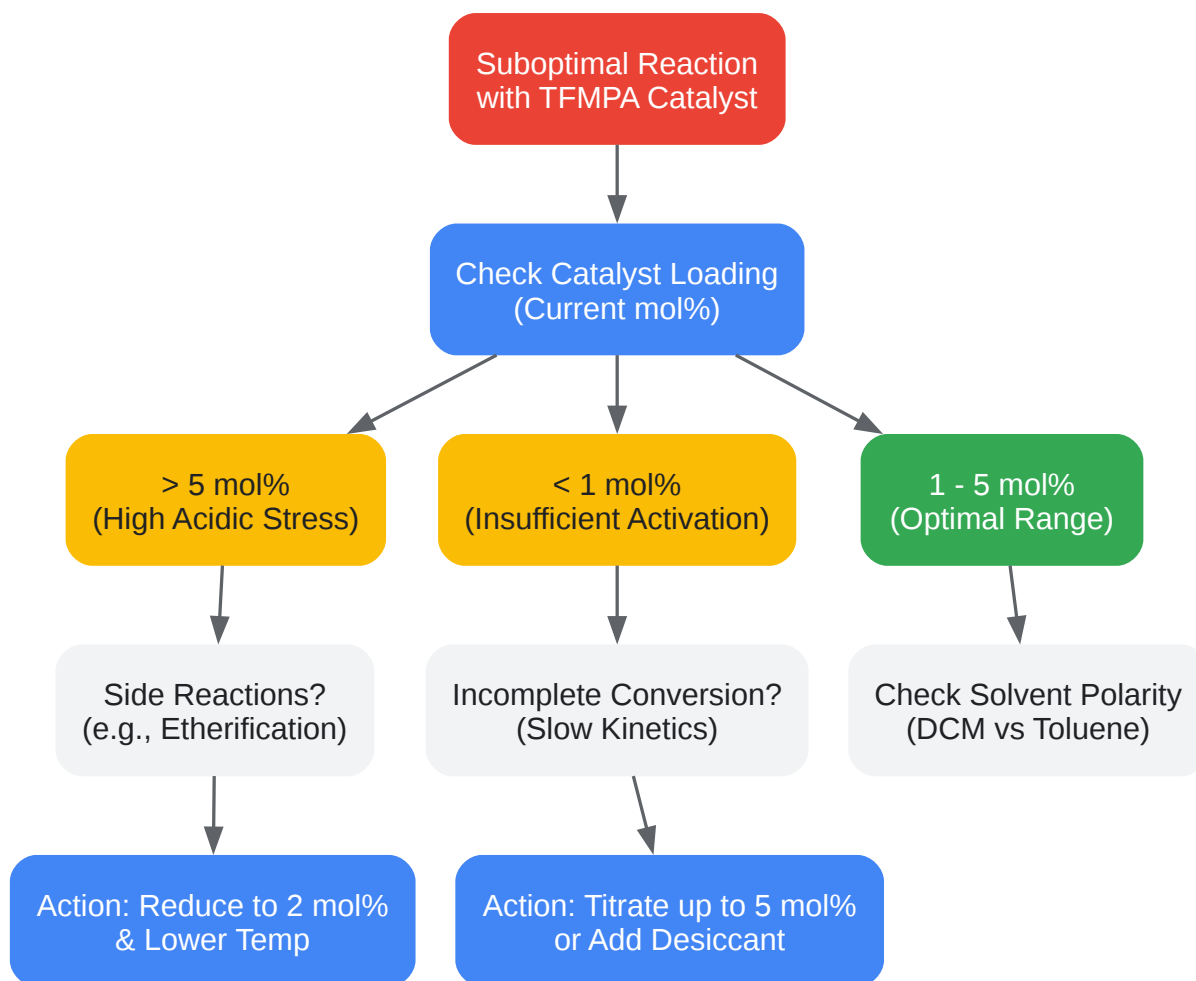 Suboptimal Reaction
with TFMPA Catalyst
Check Catalyst Loading
(Current mol%)
> 5 mol%
(High Acidic Stress)
< 1 mol%
(Insufficient Activation)
1 - 5 mol%
(Optimal Range)
Side Reactions?
(e.g., Etherification)
Incomplete Conversion?
(Slow Kinetics)
Check Solvent Polarity
(DCM vs Toluene)
Action: Reduce to 2 mol%
& Lower Temp
Action: Titrate up to 5 mol%
or Add Desiccant